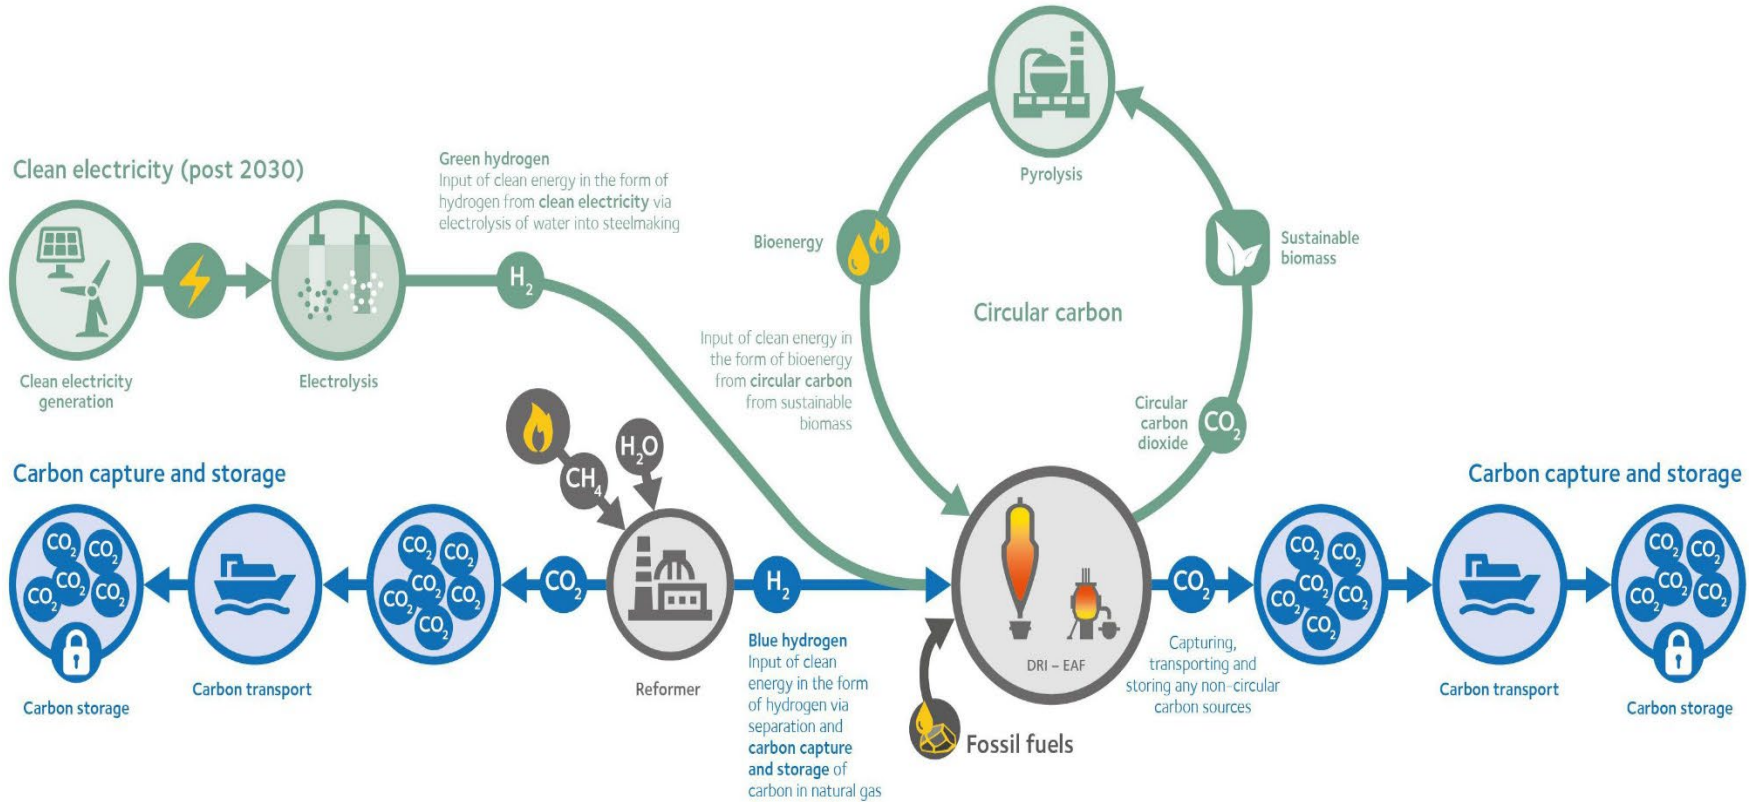 Pyrolysis
Clean electricity (post 2030)
Green hydrogen
Input of clean energy in the form of
hydrogen from clean electricity via
electrolysis of water into steelmaking
H₂
Clean electricity
generation
Electrolysis
Bioenergy
Sustainable
biomass
Circular carbon
Input of clean energy in
the form of bioenergy
from circular carbon
from sustainable
biomass
Circular
carbon
dioxide
CO₂
CH₄
H₂O
Carbon capture and storage
CO₂
CO₂
CO₂
CO₂
CO₂
Carbon storage
Carbon transport
CO₂
CO₂
CO₂
CO₂
CO₂
CO₂
CO₂
Reformer
H₂
Blue hydrogen
Input of clean
energy in the form
of hydrogen via
separation and
carbon capture
and storage of
carbon in natural gas
DRI – EAF
Fossil fuels
CO₂
Capturing,
transporting and
storing any non-circular
carbon sources
Carbon capture and storage
CO₂
CO₂
CO₂
CO₂
CO₂
CO₂
Carbon transport
CO₂
CO₂
CO₂
CO₂
CO₂
Carbon storage